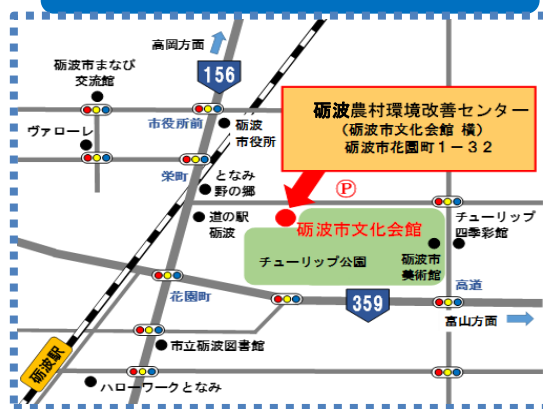 高岡方面
156
砺波市まなび
交流館
ヴァローレ
市役所前
砺波
市役所
砺波農村環境改善センター
（砺波市文化会館 横）
砺波市花園町１－３２
栄町
となみ
野の郷
Ⓟ
道の駅
砺波
砺波市文化会館
チューリップ
四季彩館
チューリップ公園
砺波市
美術館
花園町
359
高道
富山方面
砺波駅
市立砺波図書館
ハローワークとなみ